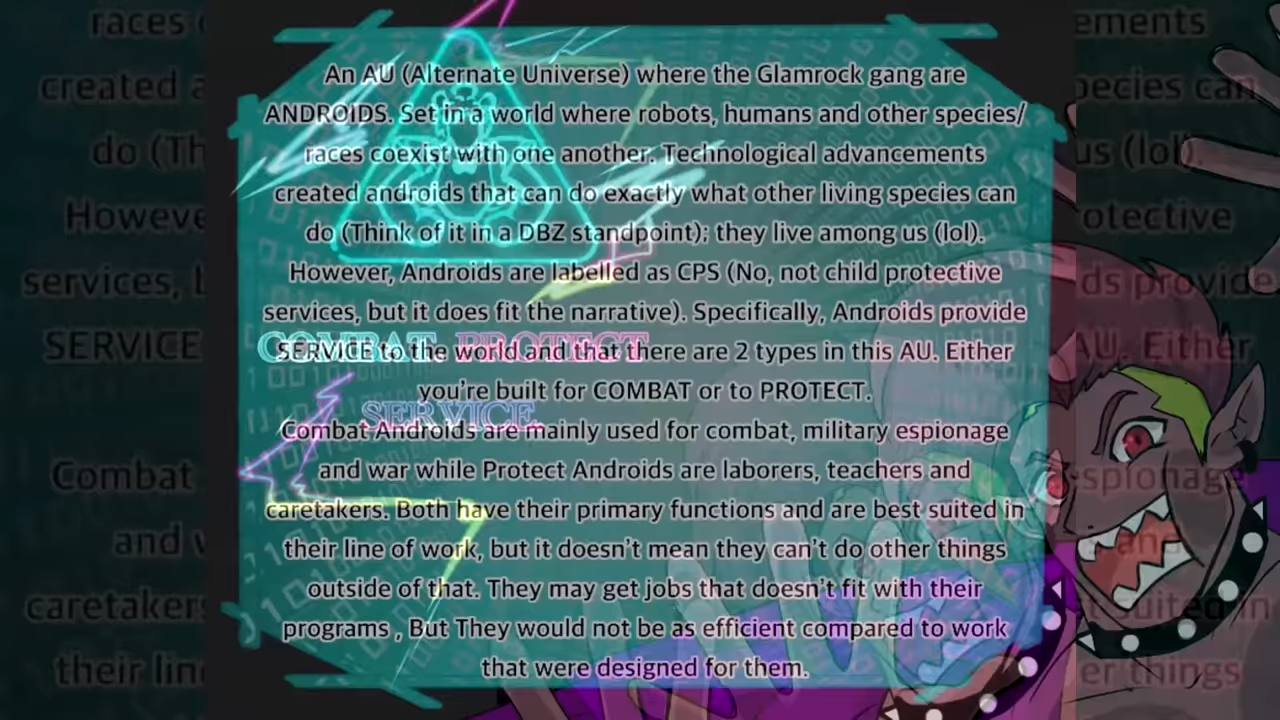 An AU (Alternate Universe) where the Glamrock gang are
ANDROIDS. Set in a world where robots, humans and other species/
races coexist with one another. Technological advancements
created androids that can do exactly what other living species can
do (Think of it in a DBZ standpoint); they live among us (lol).
However, Androids are labelled as CPS (No, not child protective
services, but it does fit the narrative). Specifically, Androids provide
COMBAT PROTECT
SERVICE to the world and that there are 2 types in this AU. Either
you're built for COMBAT or to PROTECT.
SERVICE.
Combat Androids are mainly used for combat, military espionage
and war while Protect Androids are laborers, teachers and
caretakers. Both have their primary functions and are best suited in
their line of work, but it doesn't mean they can't do other things
outside of that. They may get jobs that doesn't fit with their
programs , But They would not be as efficient compared to work
that were designed for them.